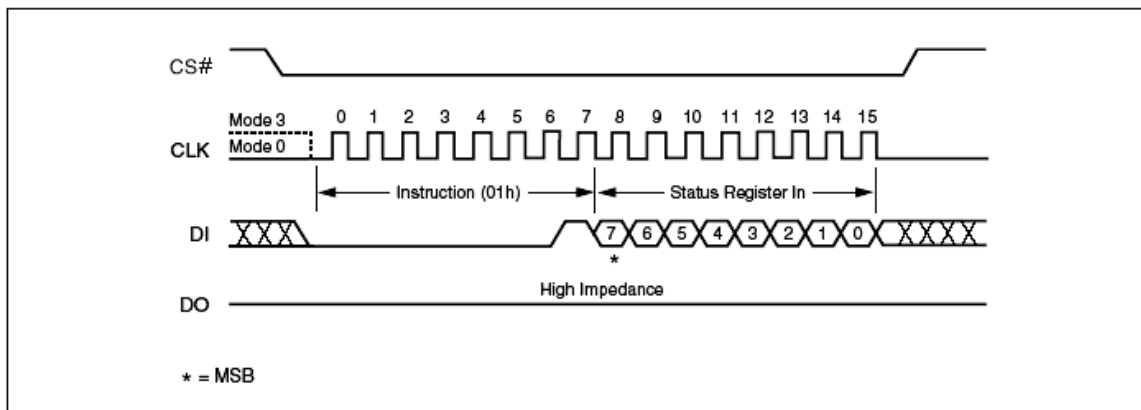 CS#
Mode 3
0 1 2 3 4 5 6 7 8 9 10 11 12 13 14 15
CLK
Mode 0
Instruction (01h)
Status Register In
DI
7 6 5 4 3 2 1 0
*
High Impedance
DO
* = MSB